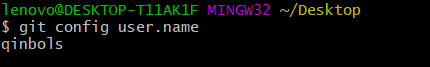 lenovo@DESKTOP-T11AK1F MINGW32 ~/Desktop
$ git config user.name
qinbols